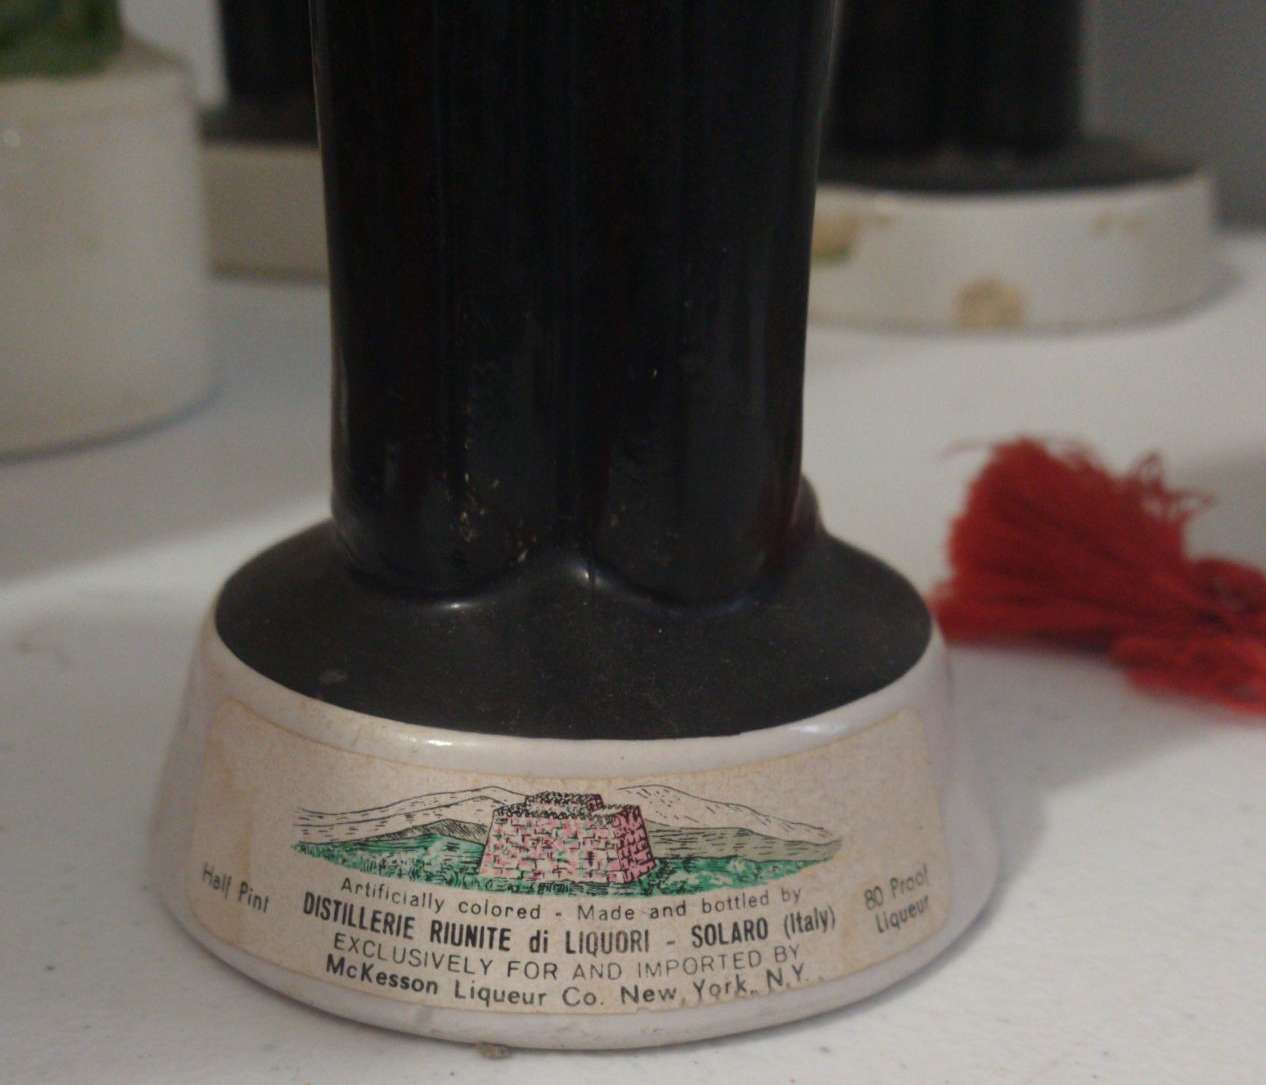 Half Pint
Artificially colored - Made and bottled by
DISTILLERIE RIUNITE di LIQUORI - SOLARO (Italy)
EXCLUSIVELY FOR AND IMPORTED BY
McKesson Liqueur Co. New York, N.Y.
80 Proof
Liqueur